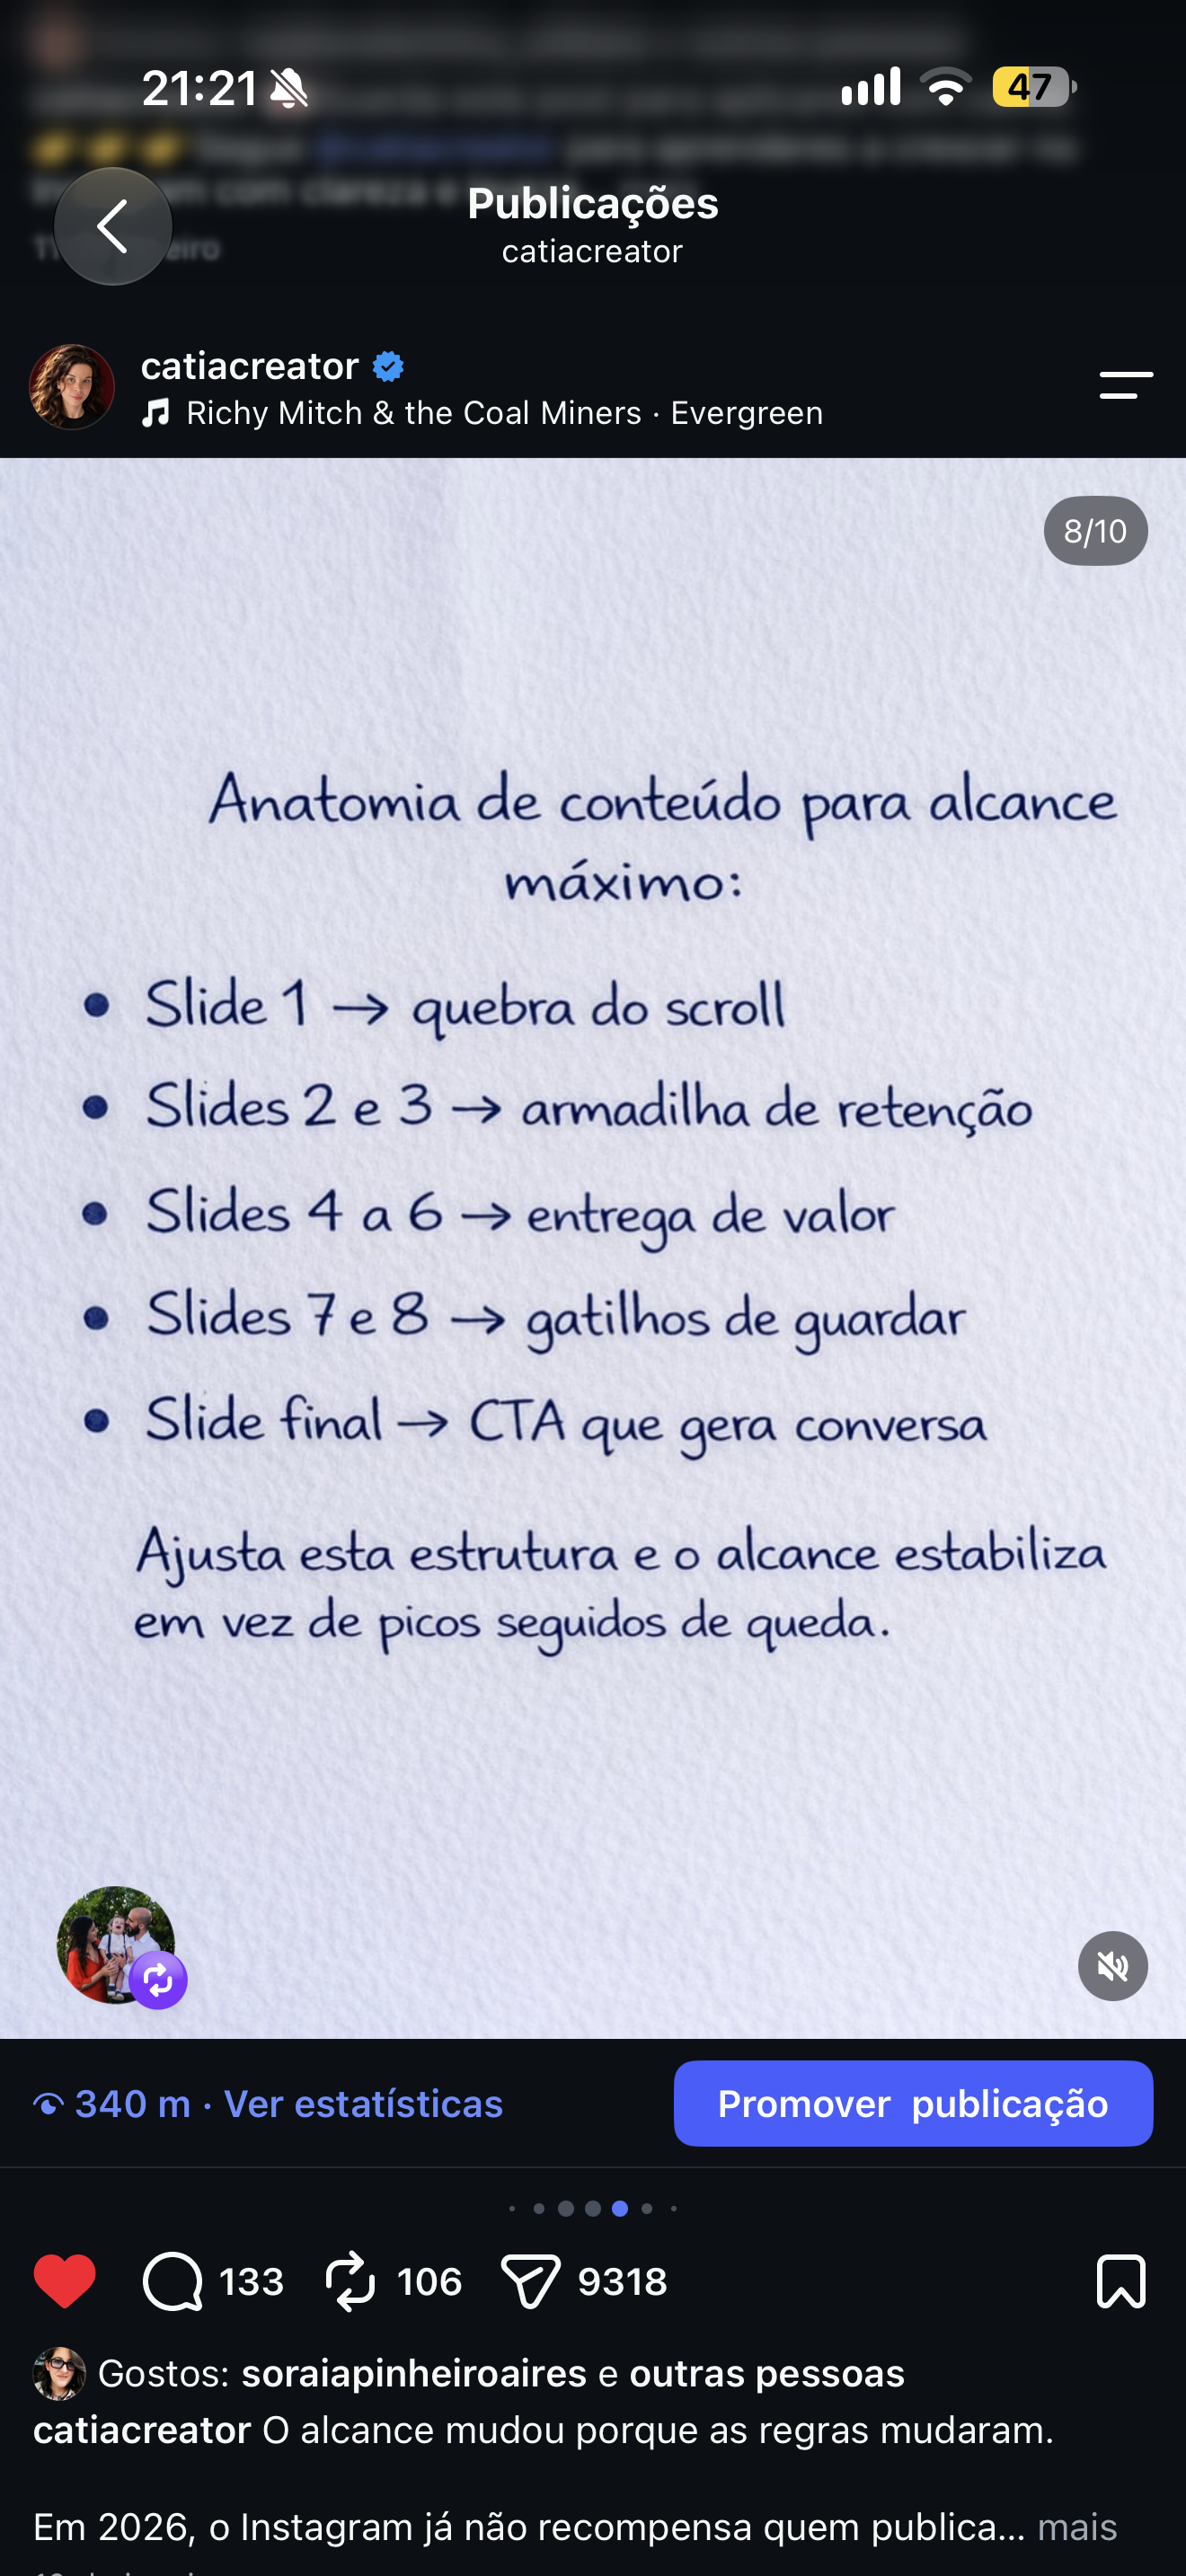 21:21
47
Publicações
catiacreator
catiacreator
Richy Mitch & the Coal Miners · Evergreen
8/10
Anatomia de conteúdo para alcance
máximo:
• Slide 1 → quebra do scroll
• Slides 2 e 3 → armadilha de retenção
• Slides 4 a 6 → entrega de valor
• Slides 7 e 8 → gatilhos de guardar
• Slide final → CTA que gera conversa
Ajusta esta estrutura e o alcance estabiliza
em vez de picos seguidos de queda.
340 m · Ver estatísticas
Promover publicação
133 106 9318
Gostos: soraiapinheiroaires e outras pessoas
catiacreator O alcance mudou porque as regras mudaram.
Em 2026, o Instagram já não recompensa quem publica... mais